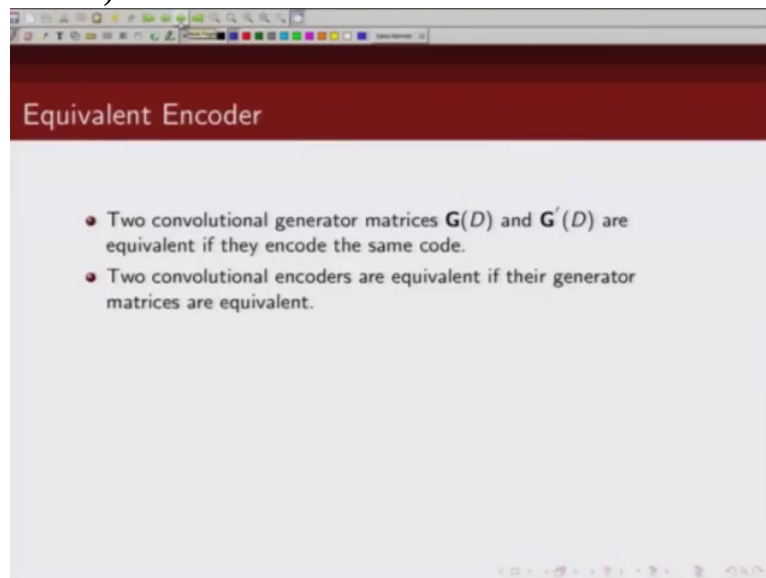 Equivalent Encoder
Two convolutional generator matrices G(D) and G′(D) are
equivalent if they encode the same code.
Two convolutional encoders are equivalent if their generator
matrices are equivalent.